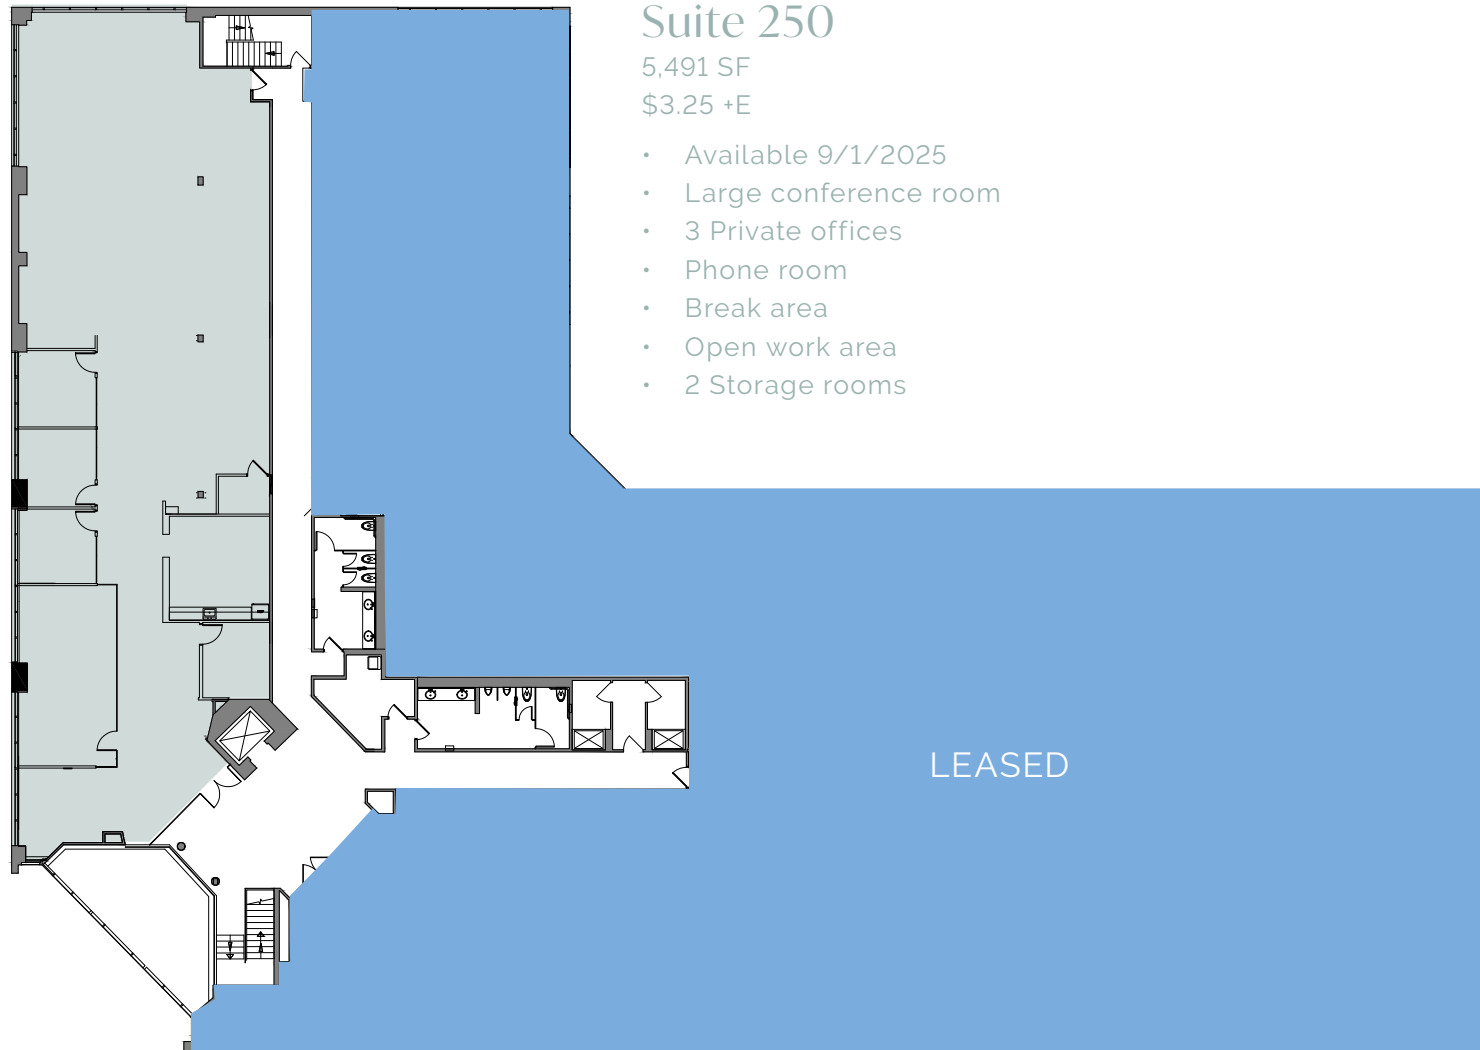 Suite 250
5,491 SF
$3.25 +E
• Available 9/1/2025
• Large conference room
• 3 Private offices
• Phone room
• Break area
• Open work area
• 2 Storage rooms
LEASED